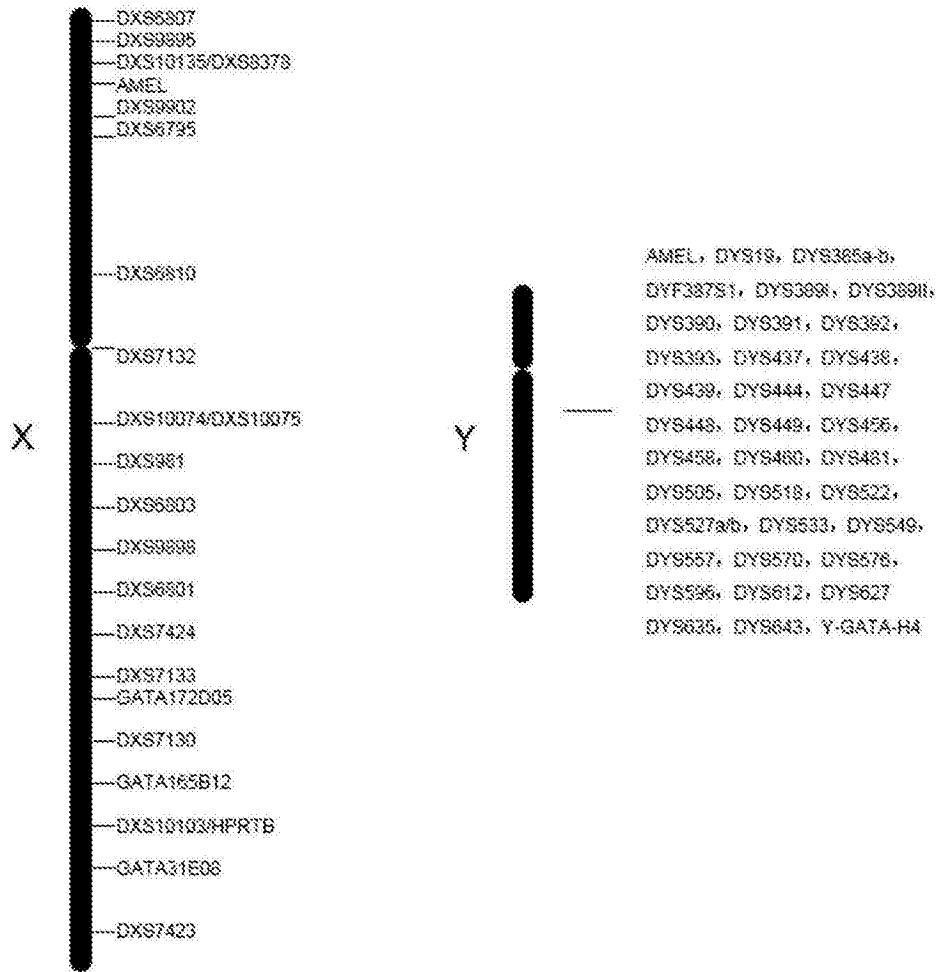 DXS6807
DXS9895
DXS10135/DXS8378
AMEL
DXS9902
DXS6795
DXS6810
DXS7132
DXS10074/DXS10075
DXS981
DXS6803
DXS9898
DXS6801
DXS7424
DXS7133
GATA172D05
DXS7130
GATA165B12
DXS10103/HPRTB
GATA31E08
DXS7423
X
Y
AMEL, DYS19, DYS385a-b,
DYF387S1, DYS389I, DYS389II,
DYS390, DYS391, DYS392,
DYS393, DYS437, DYS438,
DYS439, DYS444, DYS447
DYS448, DYS449, DYS456,
DYS458, DYS460, DYS481,
DYS505, DYS518, DYS522,
DYS527a/b, DYS533, DYS549,
DYS557, DYS570, DYS576,
DYS596, DYS612, DYS627
DYS635, DYS643, Y-GATA-H4